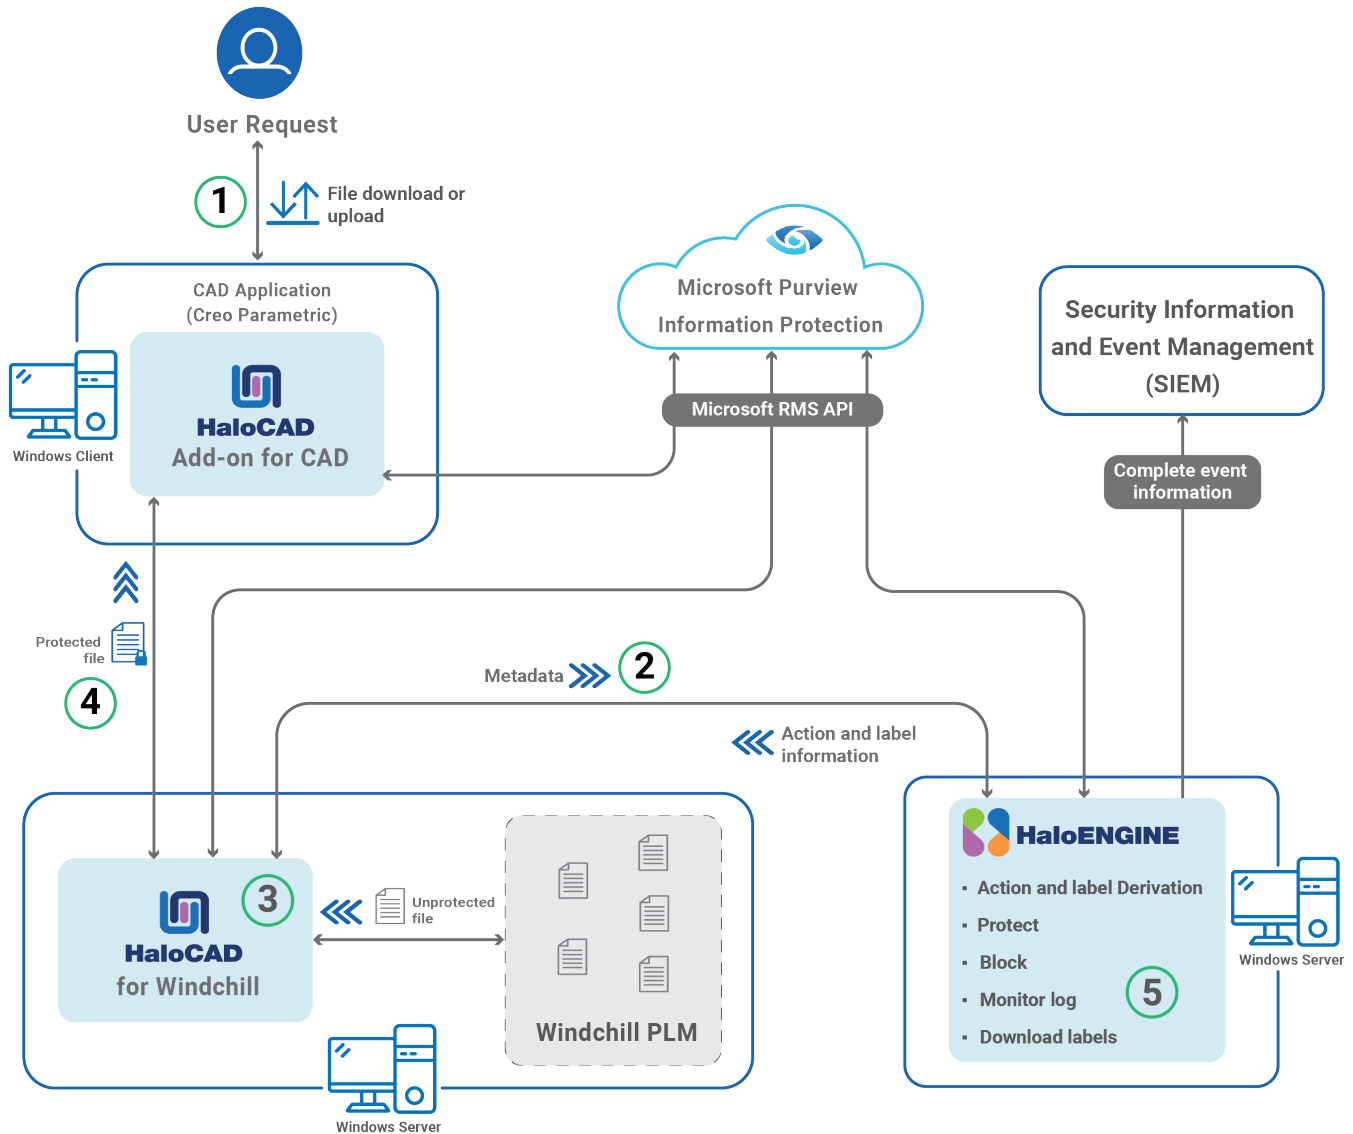 User Request
1
File download or
upload
CAD Application
(Creo Parametric)
HaloCAD
Add-on for CAD
Windows Client
Microsoft Purview
Information Protection
Microsoft RMS API
Security Information
and Event Management
(SIEM)
Complete event
information
Protected
file
4
Metadata
2
Action and label
information
3
HaloCAD
for Windchill
Unprotected
file
Windchill PLM
Windows Server
HaloENGINE
▪ Action and label Derivation
▪ Protect
▪ Block
▪ Monitor log
▪ Download labels
5
Windows Server